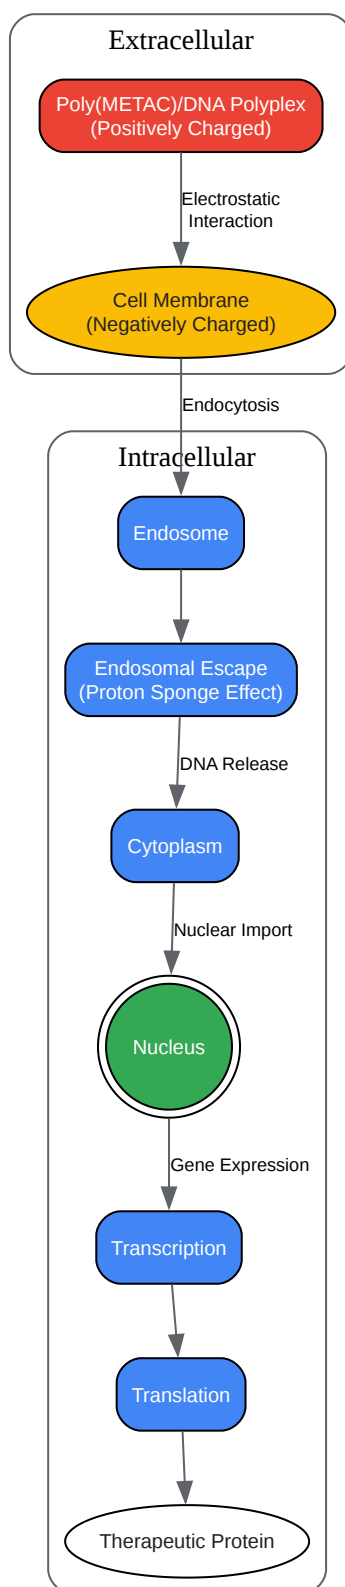 Extracellular
Poly(METAC)/DNA Polyplex
(Positively Charged)
Electrostatic
Interaction
Cell Membrane
(Negatively Charged)
Endocytosis
Intracellular
Endosome
Endosomal Escape
(Proton Sponge Effect)
DNA Release
Cytoplasm
Nuclear Import
Nucleus
Gene Expression
Transcription
Translation
Therapeutic Protein